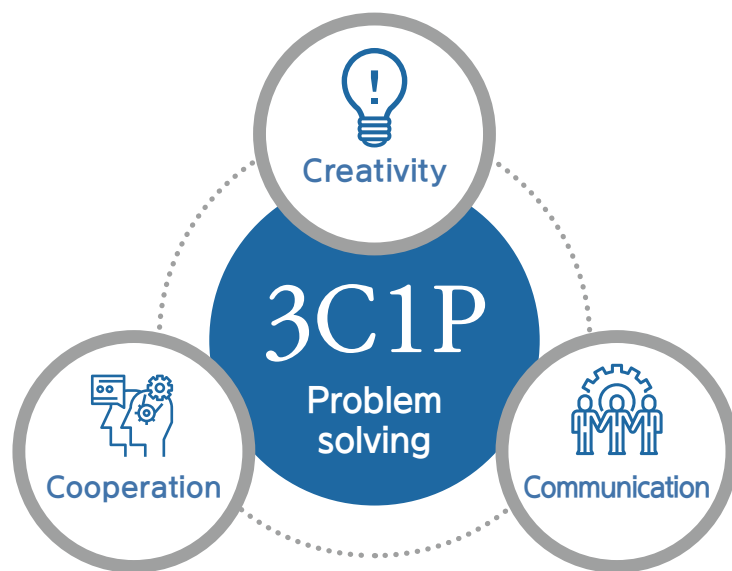 !
Creativity
3C1P
Problem
solving
Cooperation
Communication